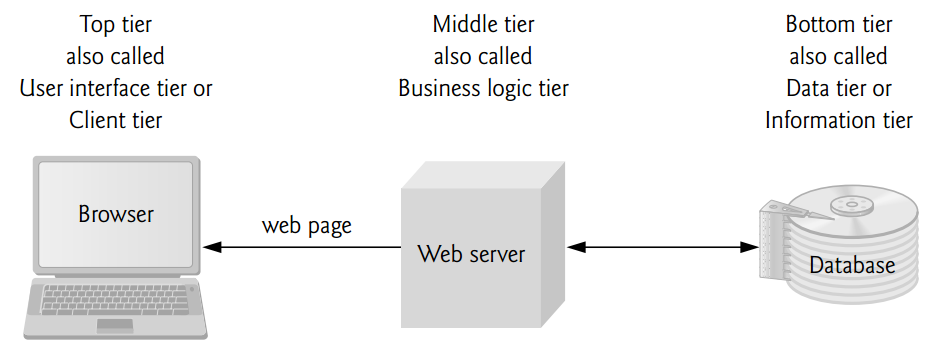 Top tier
also called
User interface tier or
Client tier
Middle tier
also called
Business logic tier
Bottom tier
also called
Data tier or
Information tier
Browser
web page
Web server
Database